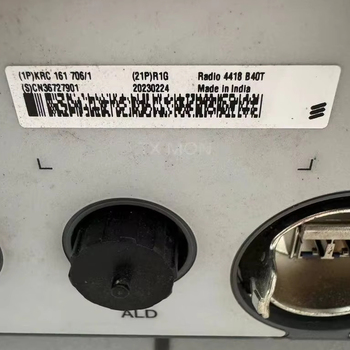 (1P)KRC 161 706/1 (21P)R1G Radio 4418 B40T
(S)CN36727901 20230224 Made in India
ALD